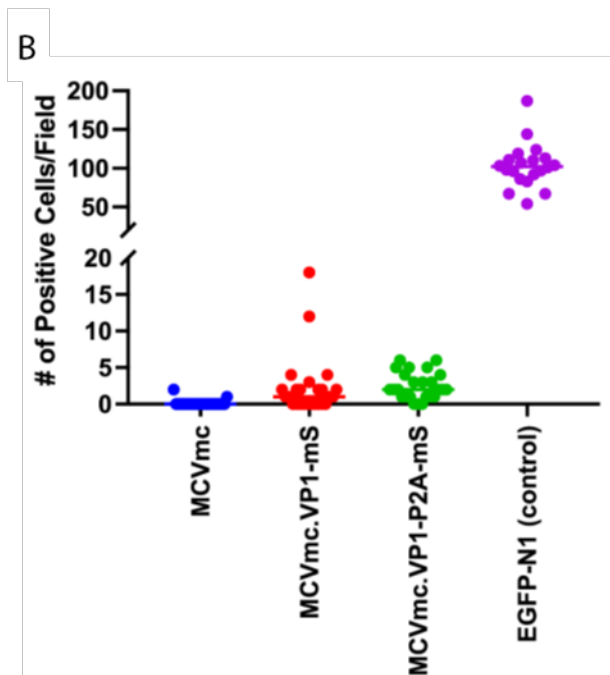 B
# of Positive Cells/Field
200
150
100
50
20
15
10
5
0
MCVmc
MCVmc.VP1-mS
MCVmc.VP1-P2A-mS
EGFP-N1 (control)